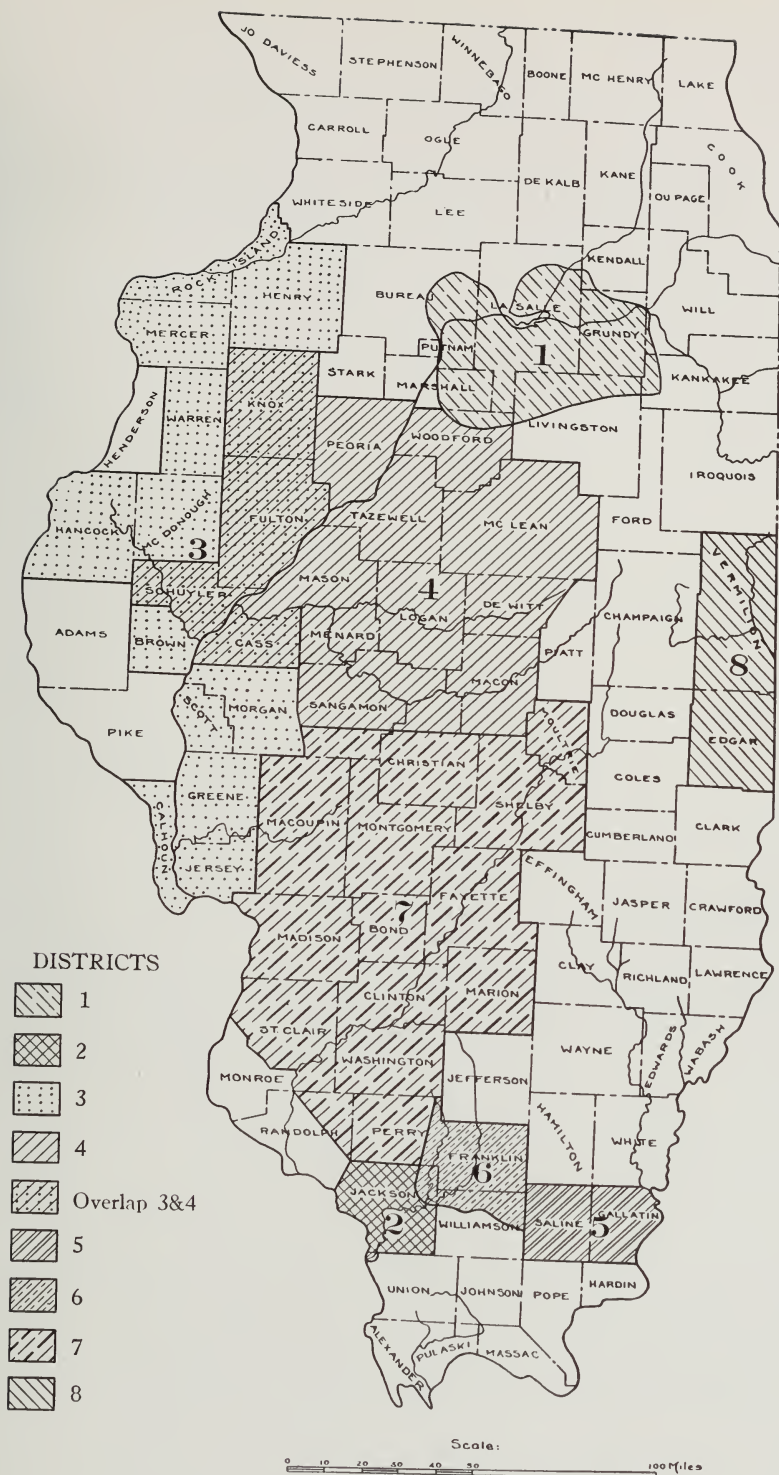 JO DAVIESS
STEPHENSON
WINNEBAGO
BOONE
MC HENRY
LAKE
CARROLL
OGLE
DE KALB
KANE
COOK
DU PAGE
WHITESIDE
LEE
KENDALL
ROCK ISLAND
HENRY
BUREAU
LA SALLE
WILL
MERCER
GRUNDY
PUTNAM
1
STARK
MARSHALL
KANKAKEE
HENDERSON
WARREN
KNOX
PEORIA
WOODFORD
LIVINGSTON
IROQUOIS
HANCOCK
MC DONOUGH
3
FULTON
TAZEWELL
MC LEAN
FORD
VERMILION
SCHUYLER
MASON
4
LOGAN
DE WITT
CHAMPAIGN
ADAMS
BROWN
CASS
MENARD
PIATT
8
SCOTT
MORGAN
SANGAMON
MACON
PIKE
DOUGLAS
EDGAR
MOULTRIE
CHRISTIAN
COLES
GREENE
SHELBY
CALHOUN
MACOUPIN
MONTGOMERY
CUMBERLAND
CLARK
JERSEY
EFFINGHAM
FAYETTE
JASPER
CRAWFORD
7
BOND
MADISON
CLAY
RICHLAND
LAWRENCE
CLINTON
MARION
ST. CLAIR
WAYNE
EDWARDS
WABASH
WASHINGTON
MONROE
JEFFERSON
RANDOLPH
PERRY
HAMILTON
WHITE
FRANKLIN
6
JACKSON
2
WILLIAMSON
SALINE
5
GALLATIN
UNION
JOHNSON
POPE
HARDIN
ALEXANDER
PULASKI
MASSAC
DISTRICTS
1
2
3
4
Overlap 3&4
5
6
7
8
Scale:
0 10 20 30 40 50 100 Miles